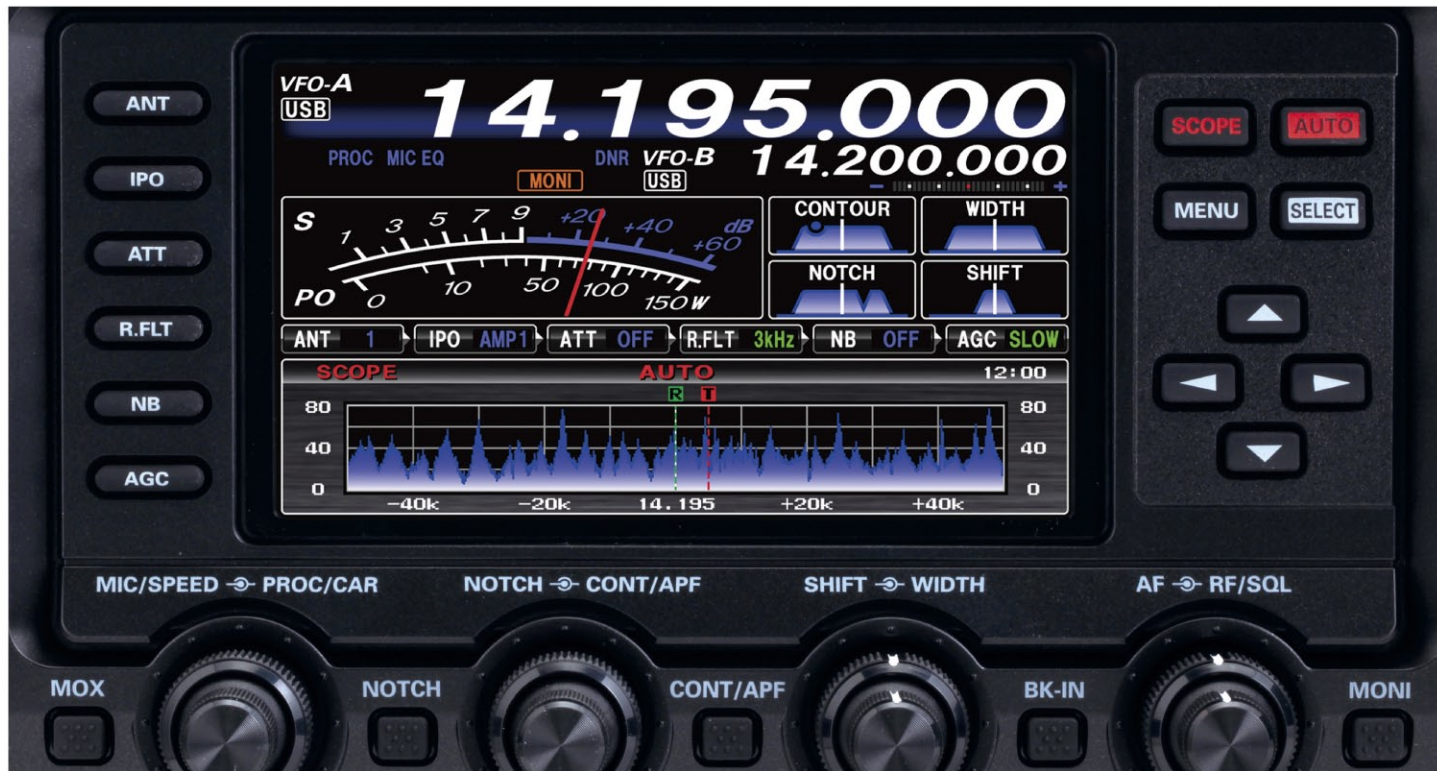 ANT
IPO
ATT
R.FLT
NB
AGC
VFO-A 14.195.000
USB
PROC MIC EQ DNR VFO-B 14.200.000
MONI USB
- +
S 1 3 5 7 9 +20 +40 +60 dB
PO 0 10 50 100 150 W
CONTOUR WIDTH
NOTCH SHIFT
ANT 1 IPO AMP1 ATT OFF R.FLT 3kHz NB OFF AGC SLOW
SCOPE AUTO 12:00
R T
80 80
40 40
0 0
-40k -20k 14.195 +20k +40k
SCOPE AUTO
MENU SELECT
MIC/SPEED PROC/CAR NOTCH CONT/APF SHIFT WIDTH AF RF/SQL
MOX NOTCH CONT/APF BK-IN MONI